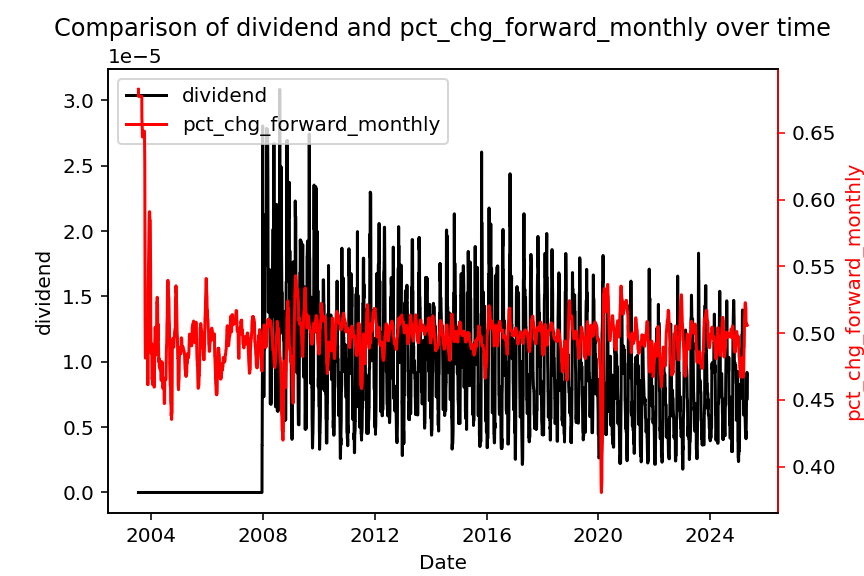 Comparison of dividend and pct_chg_forward_monthly over time
1e−5
dividend
pct_chg_forward_monthly
3.0
2.5
2.0
1.5
1.0
0.5
0.0
dividend
0.65
0.60
0.55
0.50
0.45
0.40
pct_chg_forward_monthly
2004 2008 2012 2016 2020 2024
Date